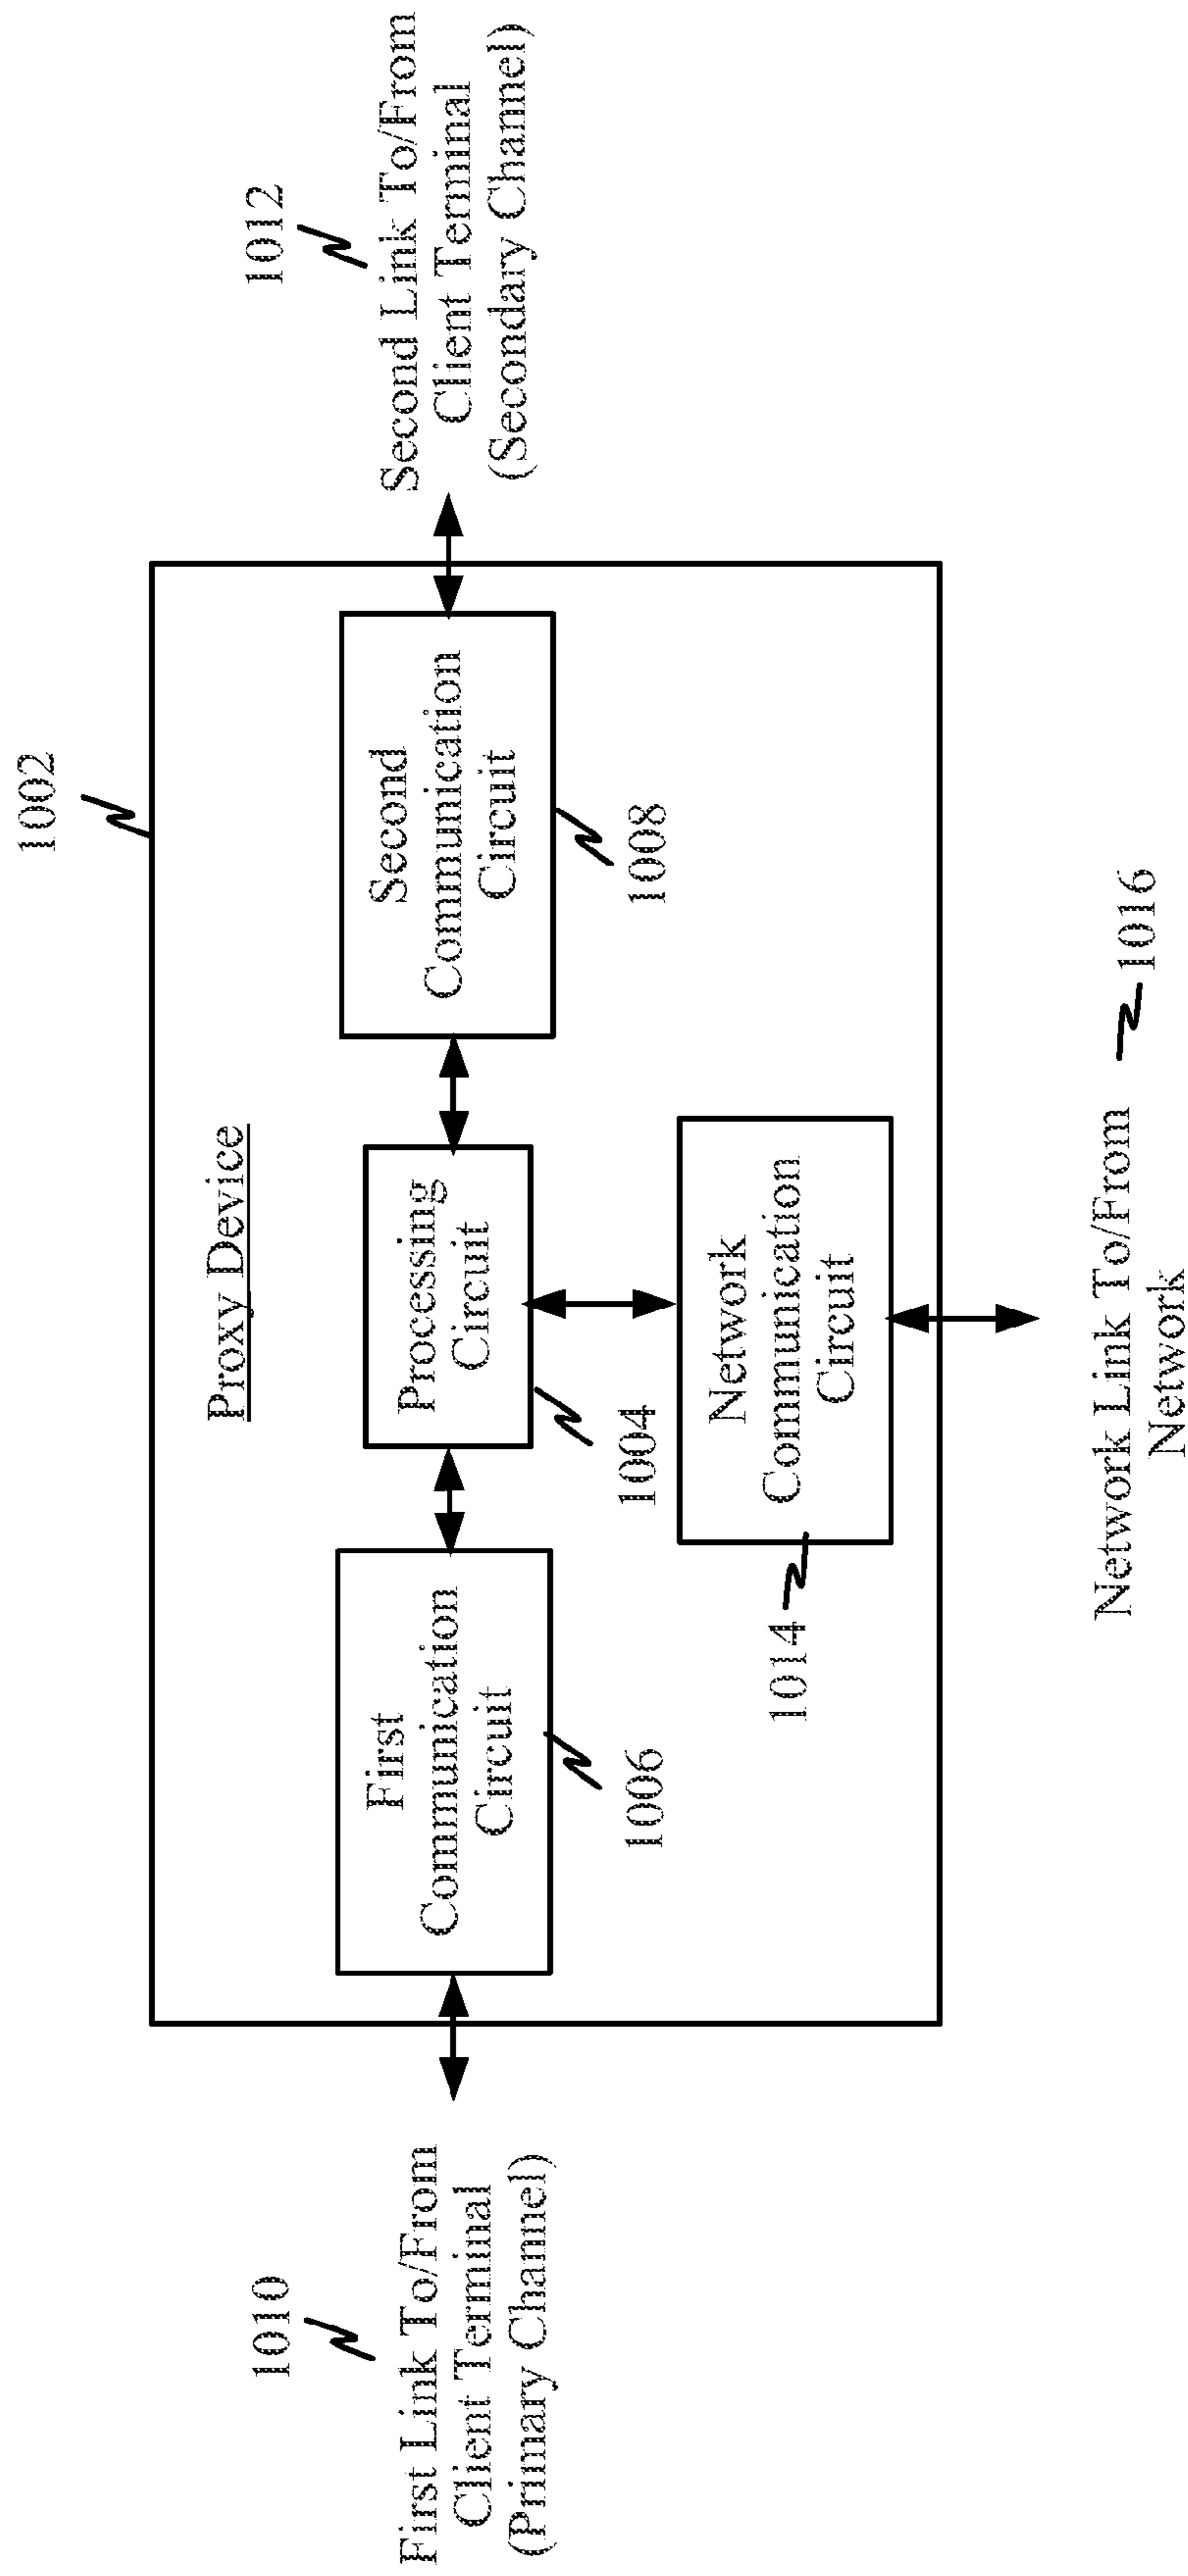 1002
Proxy Device
1010
First Link To/From
Client Terminal
(Primary Channel)
First
Communication
Circuit
1006
Processing
Circuit
1004
Second
Communication
Circuit
1008
1012
Second Link To/From
Client Terminal
(Secondary Channel)
1014
Network
Communication
Circuit
Network Link To/From
Network
1016